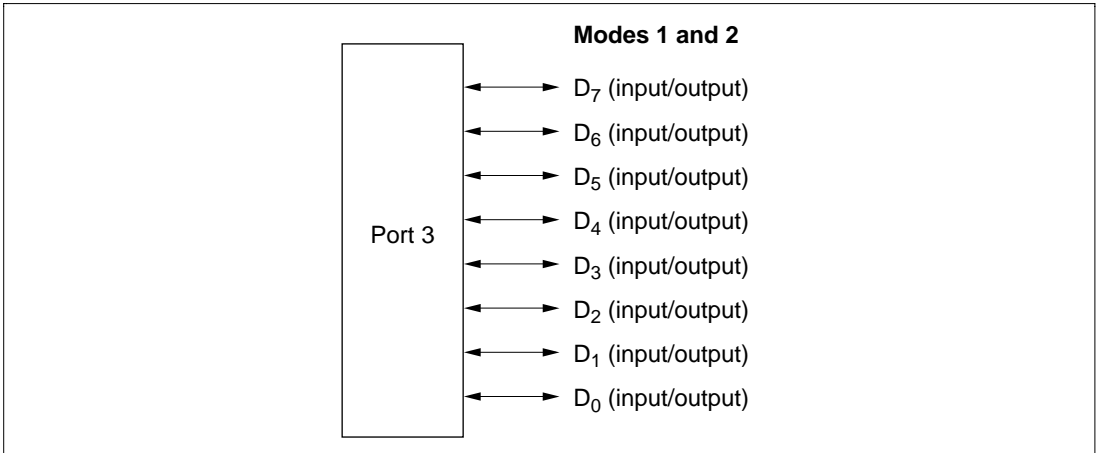 Modes 1 and 2
D₇ (input/output)
D₆ (input/output)
D₅ (input/output)
D₄ (input/output)
Port 3
D₃ (input/output)
D₂ (input/output)
D₁ (input/output)
D₀ (input/output)